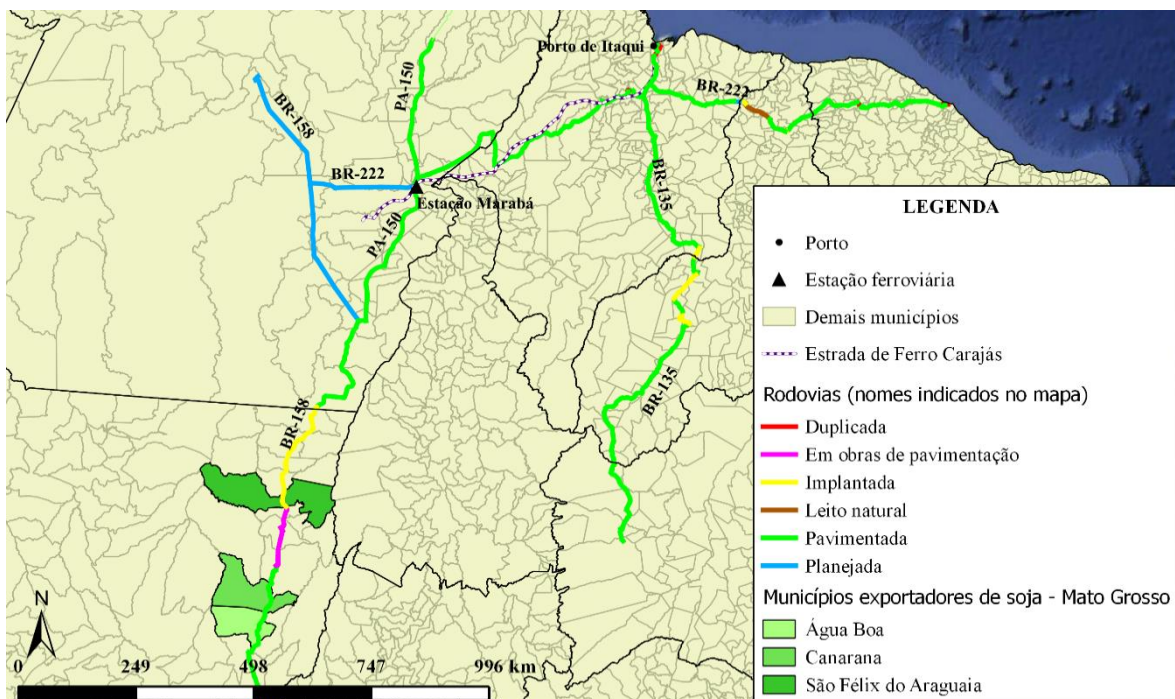 Porto de Itaqui
PA-150
BR-222
BR-158
BR-222
Estação Marabá
BR-135
PA-150
BR-158
BR-135
N
0 249 498 747 996 km
LEGENDA
Porto
Estação ferroviária
Demais municípios
Estrada de Ferro Carajás
Rodovias (nomes indicados no mapa)
Duplicada
Em obras de pavimentação
Implantada
Leito natural
Pavimentada
Planejada
Municípios exportadores de soja - Mato Grosso
Água Boa
Canarana
São Félix do Araguaia